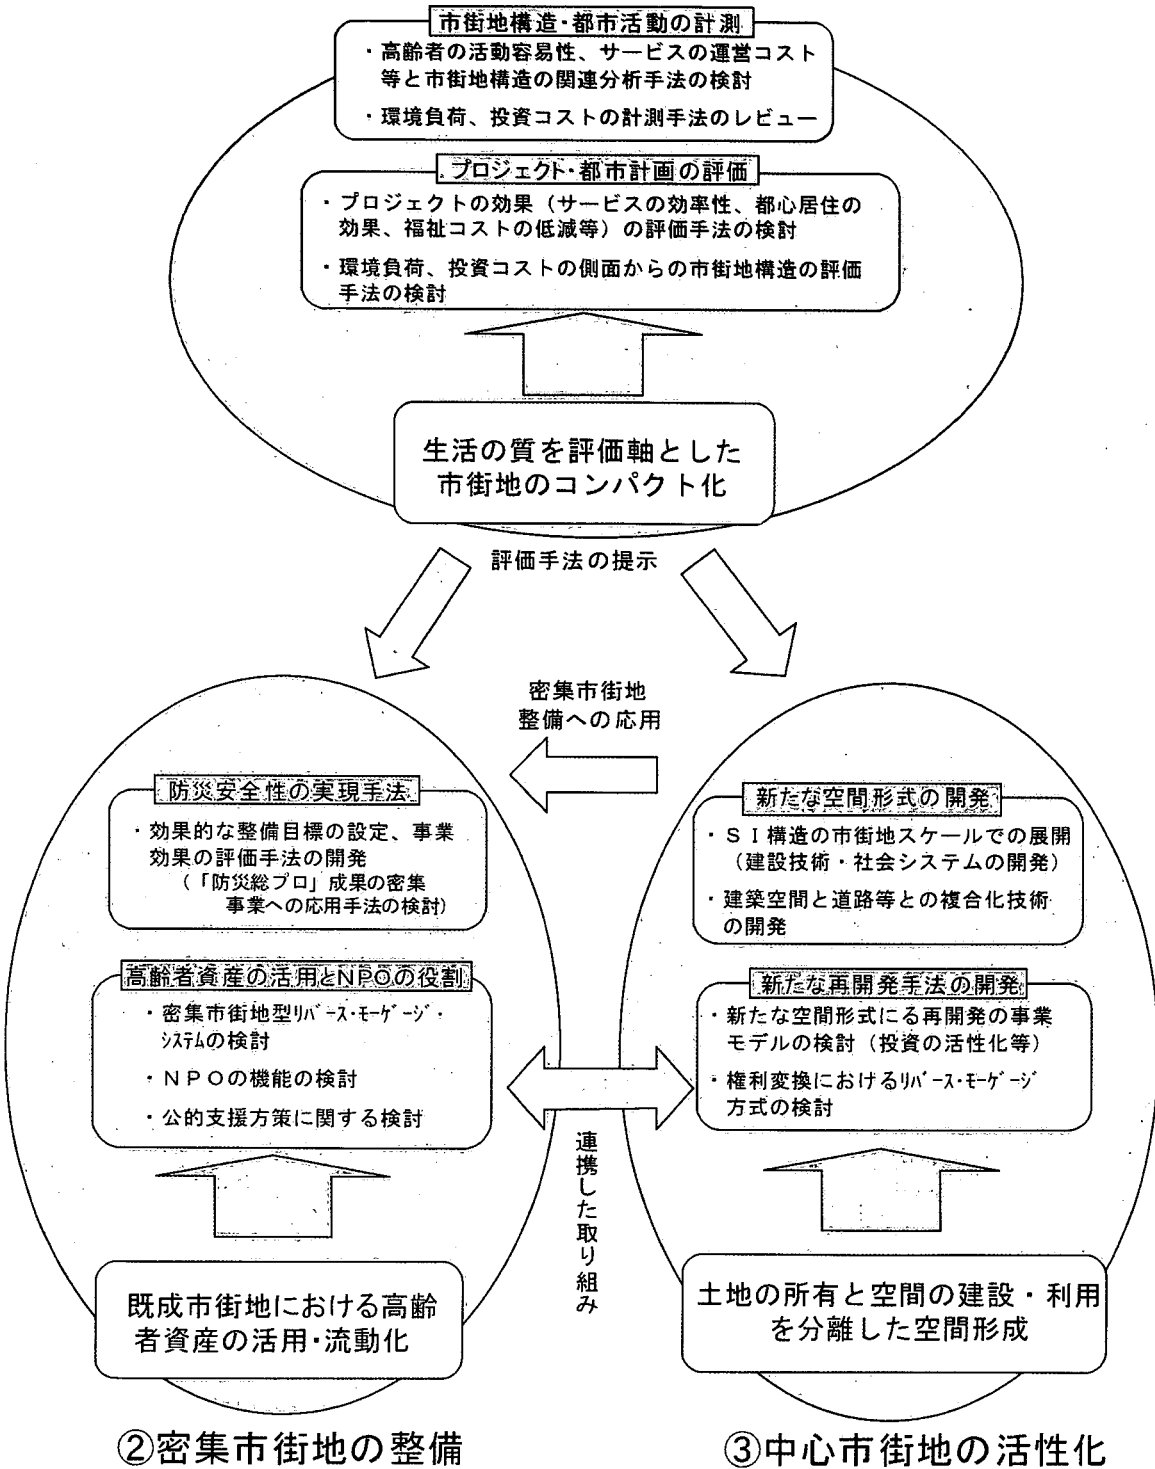 市街地構造・都市活動の計測
・高齢者の活動容易性、サービスの運営コスト
等と市街地構造の関連分析手法の検討
・環境負荷、投資コストの計測手法のレビュー
プロジェクト・都市計画の評価
・プロジェクトの効果（サービスの効率性、都心居住の
効果、福祉コストの低減等）の評価手法の検討
・環境負荷、投資コストの側面からの市街地構造の評価
手法の検討
生活の質を評価軸とした
市街地のコンパクト化
評価手法の提示
密集市街地
整備への応用
防災安全性の実現手法
・効果的な整備目標の設定、事業
効果の評価手法の開発
（「防災総プロ」成果の密集
事業への応用手法の検討）
高齢者資産の活用とNPOの役割
・密集市街地型ﾘﾊﾞｰｽ・ﾓｰｹﾞｰｼﾞ・
ｼｽﾃﾑの検討
・ＮＰＯの機能の検討
・公的支援方策に関する検討
既成市街地における高齢
者資産の活用・流動化
②密集市街地の整備
連携した取り組み
新たな空間形式の開発
・ＳＩ構造の市街地スケールでの展開
（建設技術・社会システムの開発）
・建築空間と道路等との複合化技術
の開発
新たな再開発手法の開発
・新たな空間形式にる再開発の事業
モデルの検討（投資の活性化等）
・権利変換におけるﾘﾊﾞｰｽ・ﾓｰｹﾞｰｼﾞ
方式の検討
土地の所有と空間の建設・利用
を分離した空間形成
③中心市街地の活性化